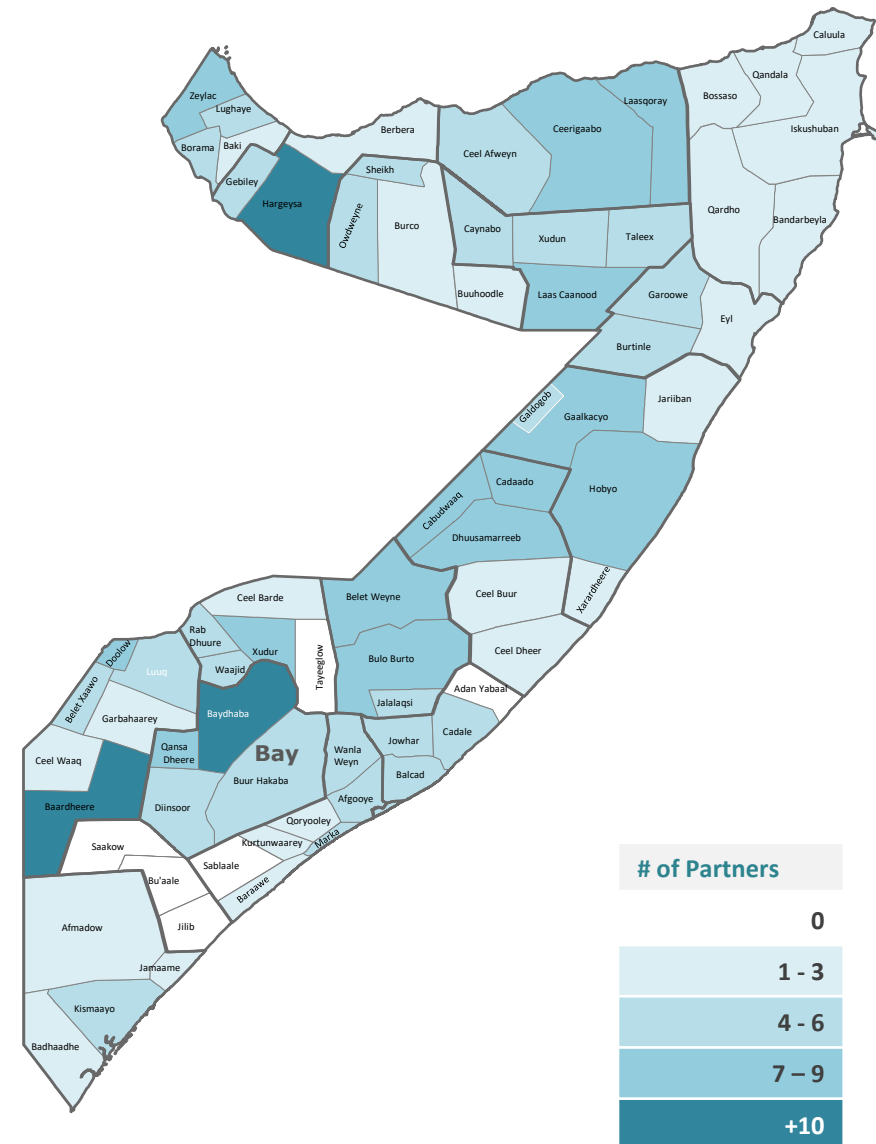 Caluula
Qandala
Bossaso
Iskushuban
Zeylac
Lughaye
Laasqoray
Ceerigaabo
Berbera
Borama
Baki
Ceel Afweyn
Sheikh
Gebiley
Hargeysa
Owdweyne
Burco
Qardho
Bandarbeyla
Caynabo
Xudun
Taleex
Buuhoodle
Laas Caanood
Garoowe
Eyl
Burtinle
Jariiban
Galdogob
Gaalkacyo
Cadaado
Hobyo
Cabudwaaq
Dhuusamarreeb
Ceel Barde
Belet Weyne
Ceel Buur
Xarardheere
Rab
Dhuure
Xudur
Doolow
Luuq
Waajid
Tayeeglow
Bulo Burto
Ceel Dheer
Belet Xaawo
Garbahaarey
Baydhaba
Jalalaqsi
Adan Yabaal
Ceel Waaq
Qansa
Dheere
Bay
Wanla
Weyn
Jowhar
Cadale
Buur Hakaba
Balcad
Baardheere
Diinsoor
Afgooye
Qoryooley
Marka
Saakow
Kurtunwaarey
Sablaale
Bu'aale
Baraawe
Afmadow
Jilib
Jamaame
Kismaayo
Badhaadhe
# of Partners
0
1 - 3
4 - 6
7 – 9
+10